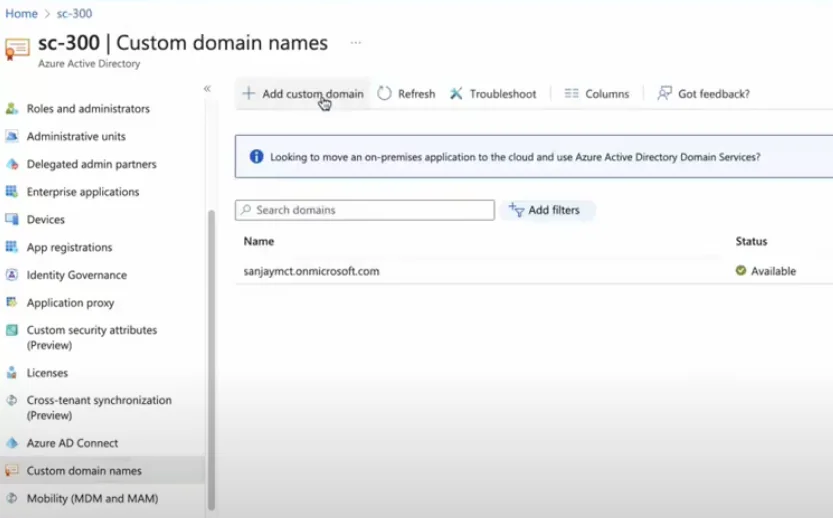 Home > sc-300
sc-300 | Custom domain names ...
Azure Active Directory
«
Roles and administrators
Administrative units
Delegated admin partners
Enterprise applications
Devices
App registrations
Identity Governance
Application proxy
Custom security attributes
(Preview)
Licenses
Cross-tenant synchronization
(Preview)
Azure AD Connect
Custom domain names
Mobility (MDM and MAM)
+ Add custom domain Refresh Troubleshoot Columns Got feedback?
Looking to move an on-premises application to the cloud and use Azure Active Directory Domain Services?
Search domains Add filters
Name Status
sanjaymct.onmicrosoft.com Available